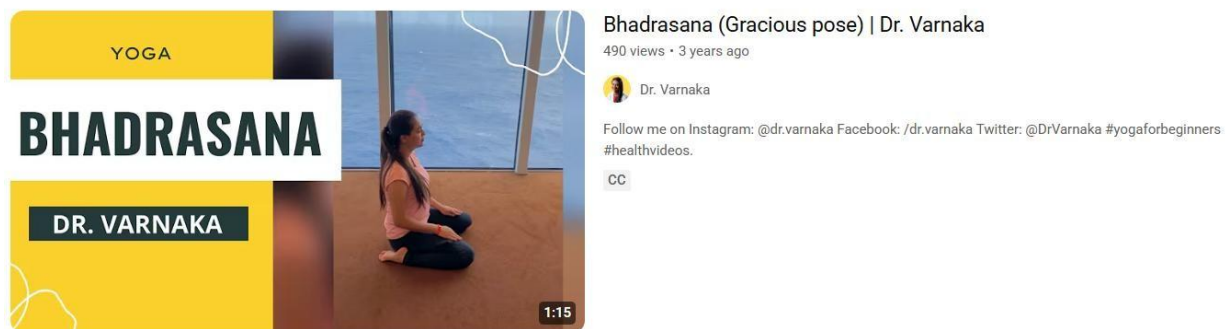 YOGA
BHADRASANA
DR. VARNAKA
1:15
Bhadrasana (Gracious pose) | Dr. Varnaka
490 views • 3 years ago
Dr. Varnaka
Follow me on Instagram: @dr.varnaka Facebook: /dr.varnaka Twitter: @DrVarnaka #yogaforbeginners
#healthvideos.
CC